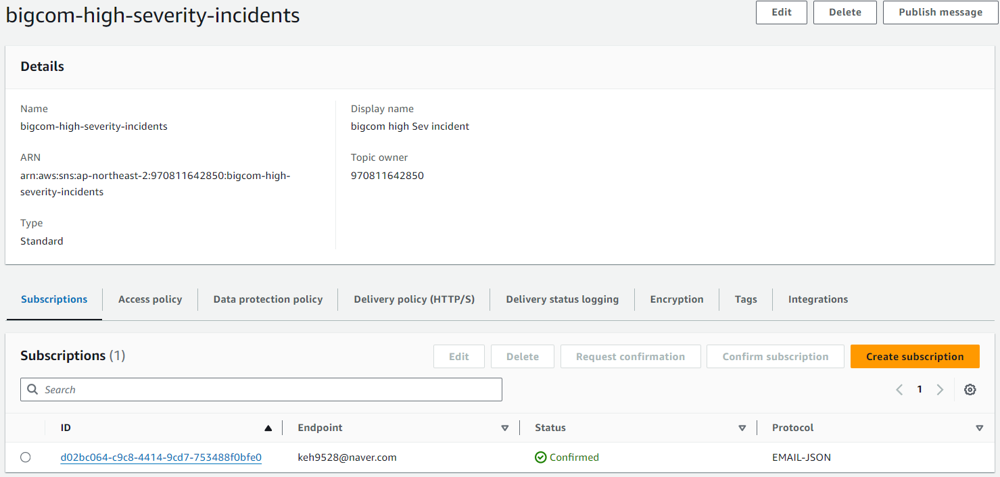 bigcom-high-severity-incidents
Edit
Delete
Publish message
Details
Name
bigcom-high-severity-incidents
Display name
bigcom high Sev incident
ARN
arn:aws:sns:ap-northeast-2:970811642850:bigcom-high-
severity-incidents
Topic owner
970811642850
Type
Standard
Subscriptions
Access policy
Data protection policy
Delivery policy (HTTP/S)
Delivery status logging
Encryption
Tags
Integrations
Subscriptions (1)
Edit
Delete
Request confirmation
Confirm subscription
Create subscription
Search
1
ID
Endpoint
Status
Protocol
d02bc064-c9c8-4414-9cd7-753488f0bfe0
keh9528@naver.com
Confirmed
EMAIL-JSON